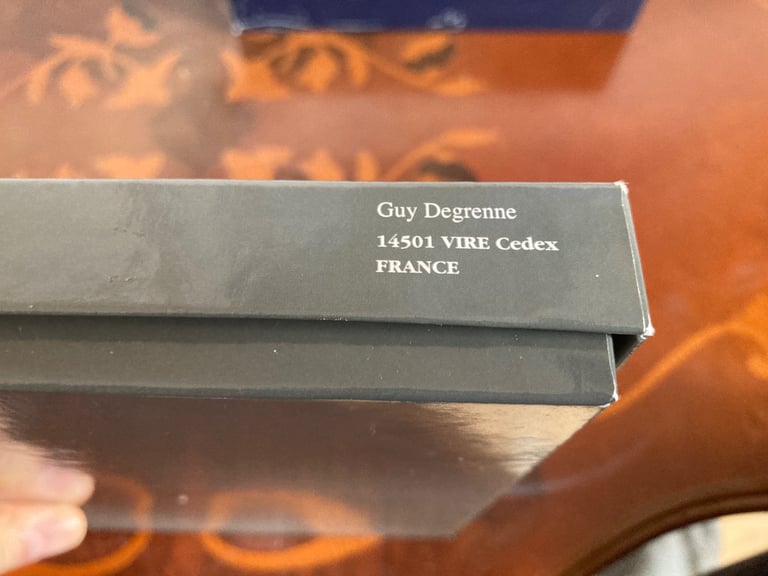 Guy Degrenne
14501 VIRE Cedex
FRANCE